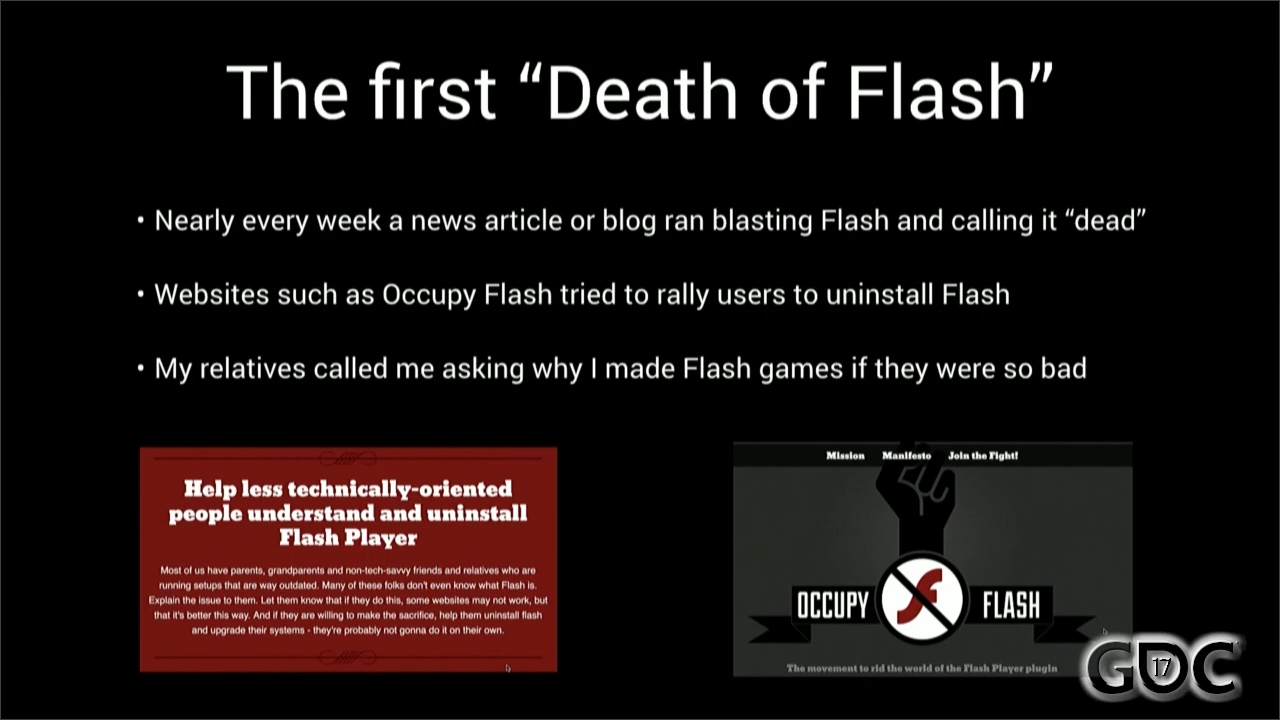 The first “Death of Flash”
• Nearly every week a news article or blog ran blasting Flash and calling it “dead”
• Websites such as Occupy Flash tried to rally users to uninstall Flash
• My relatives called me asking why I made Flash games if they were so bad
Help less technically-oriented
people understand and uninstall
Flash Player
Most of us have parents, grandparents and non-tech-savvy friends and relatives who are
running setups that are way outdated. Many of these folks don't even know what Flash is.
Explain the issue to them. Let them know that if they do this, some websites may not work, but
that it's better this way. And if they are willing to make the sacrifice, help them uninstall flash
and upgrade their systems - they're probably not gonna do it on their own.
Mission Manifesto Join the Fight!
OCCUPY FLASH
The movement to rid the world of the Flash Player plugin
GDC 17